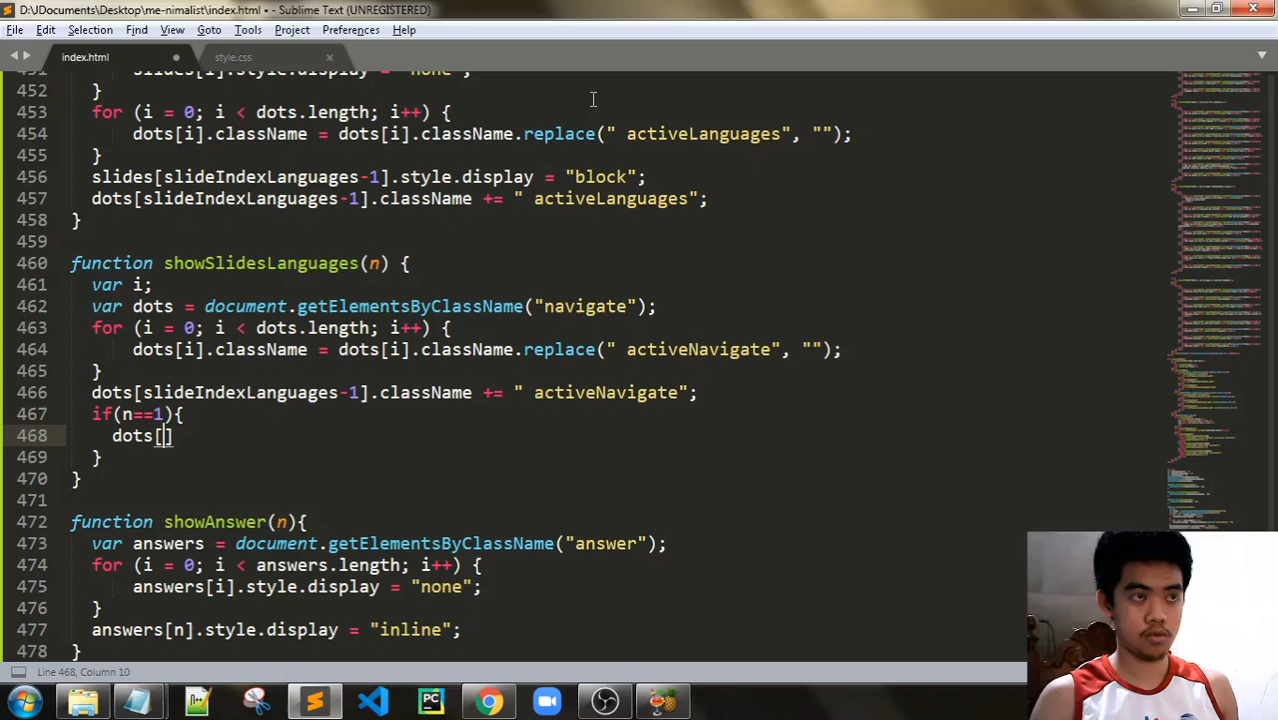 D:\JDocuments\Desktop\me-nimalist\index.html • - Sublime Text (UNREGISTERED)
File Edit Selection Find View Goto Tools Project Preferences Help
index.html style.css
451 slides[i].style.display = "none";
452 }
453 for (i = 0; i < dots.length; i++) {
454 dots[i].className = dots[i].className.replace(" activeLanguages", "");
455 }
456 slides[slideIndexLanguages-1].style.display = "block";
457 dots[slideIndexLanguages-1].className += " activeLanguages";
458 }
459
460 function showSlidesLanguages(n) {
461 var i;
462 var dots = document.getElementsByClassName("navigate");
463 for (i = 0; i < dots.length; i++) {
464 dots[i].className = dots[i].className.replace(" activeNavigate", "");
465 }
466 dots[slideIndexLanguages-1].className += " activeNavigate";
467 if(n==1){
468 dots[]
469 }
470 }
471
472 function showAnswer(n){
473 var answers = document.getElementsByClassName("answer");
474 for (i = 0; i < answers.length; i++) {
475 answers[i].style.display = "none";
476 }
477 answers[n].style.display = "inline";
478 }
Line 468, Column 10